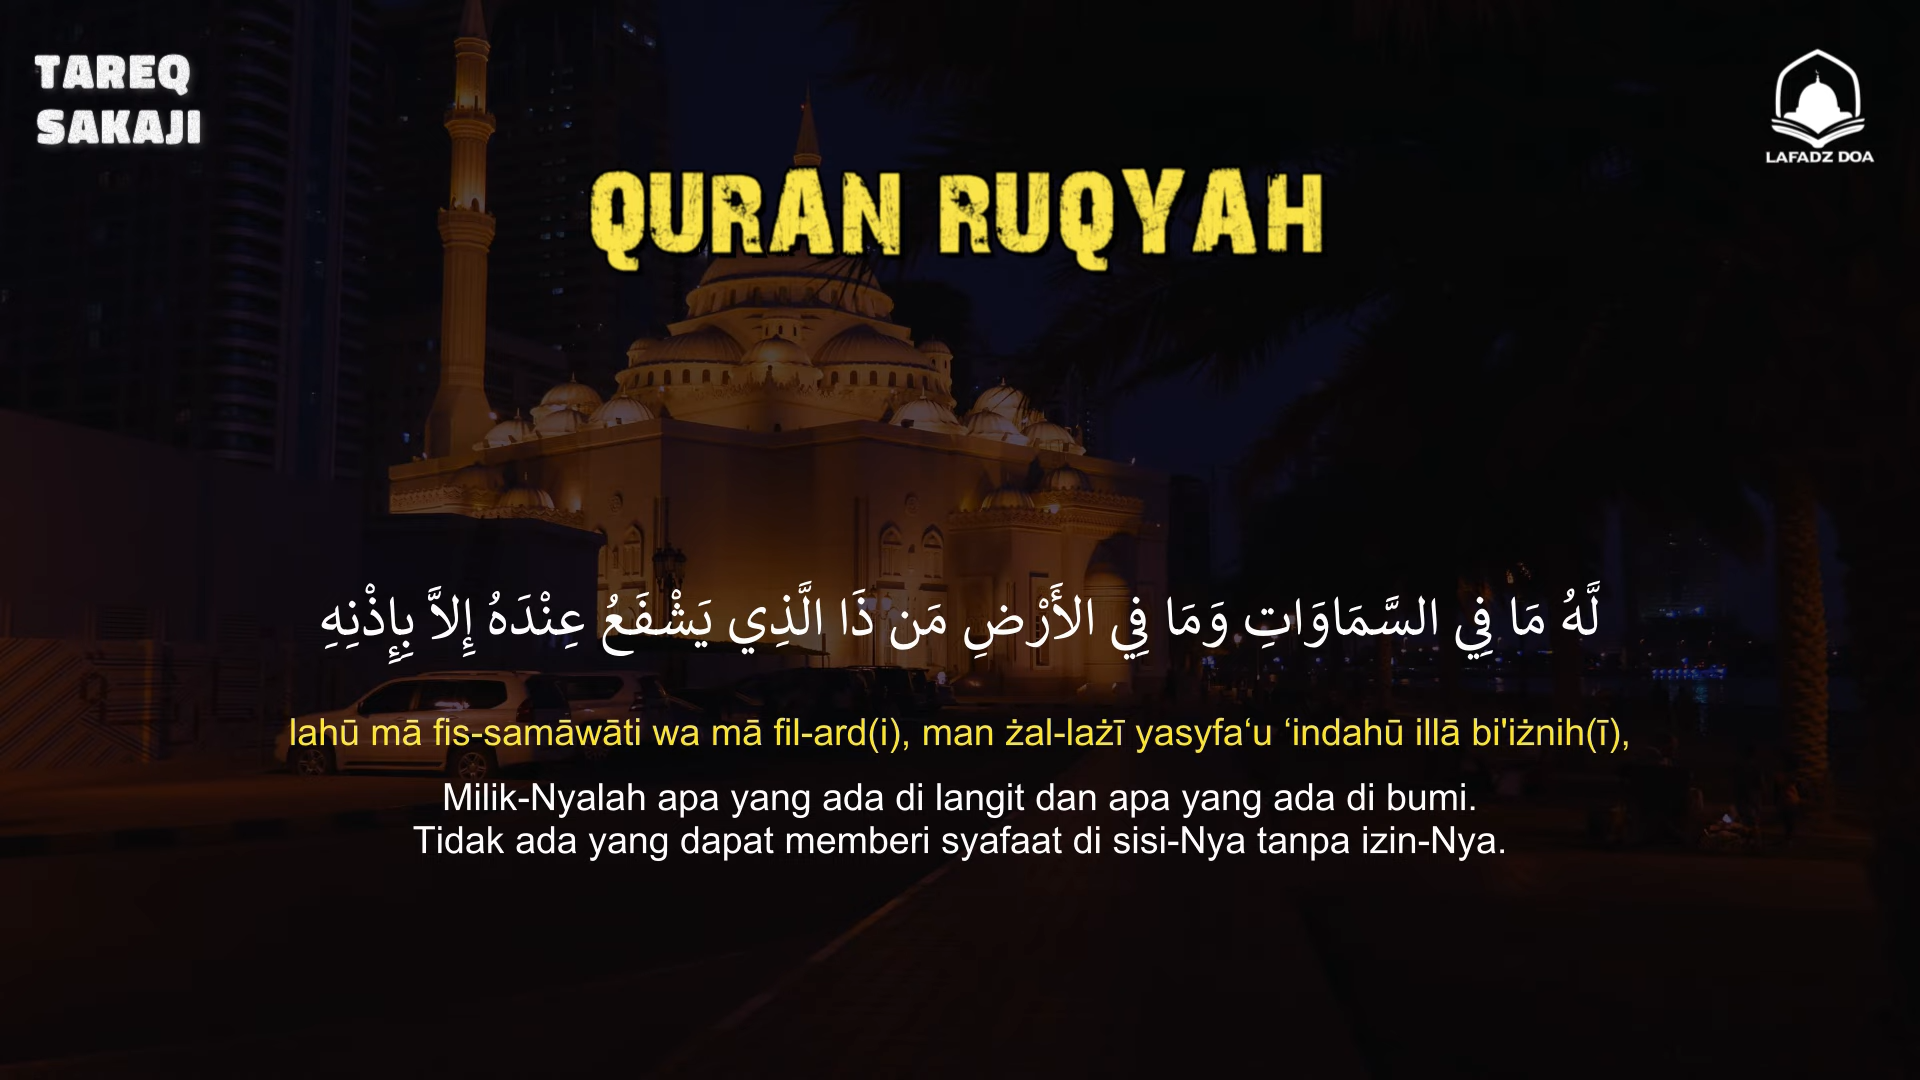 TAREQ
SAKAJI
LAFADZ DOA
QURAN RUQYAH
لَّهُ مَا فِي السَّمَاوَاتِ وَمَا فِي الأَرْضِ مَن ذَا الَّذِي يَشْفَعُ عِنْدَهُ إِلاَّ بِإِذْنِهِ
lahū mā fis-samāwāti wa mā fil-ard(i), man żal-lażī yasyfa‘u ‘indahū illā bi'iżnih(ī),
Milik-Nyalah apa yang ada di langit dan apa yang ada di bumi.
Tidak ada yang dapat memberi syafaat di sisi-Nya tanpa izin-Nya.